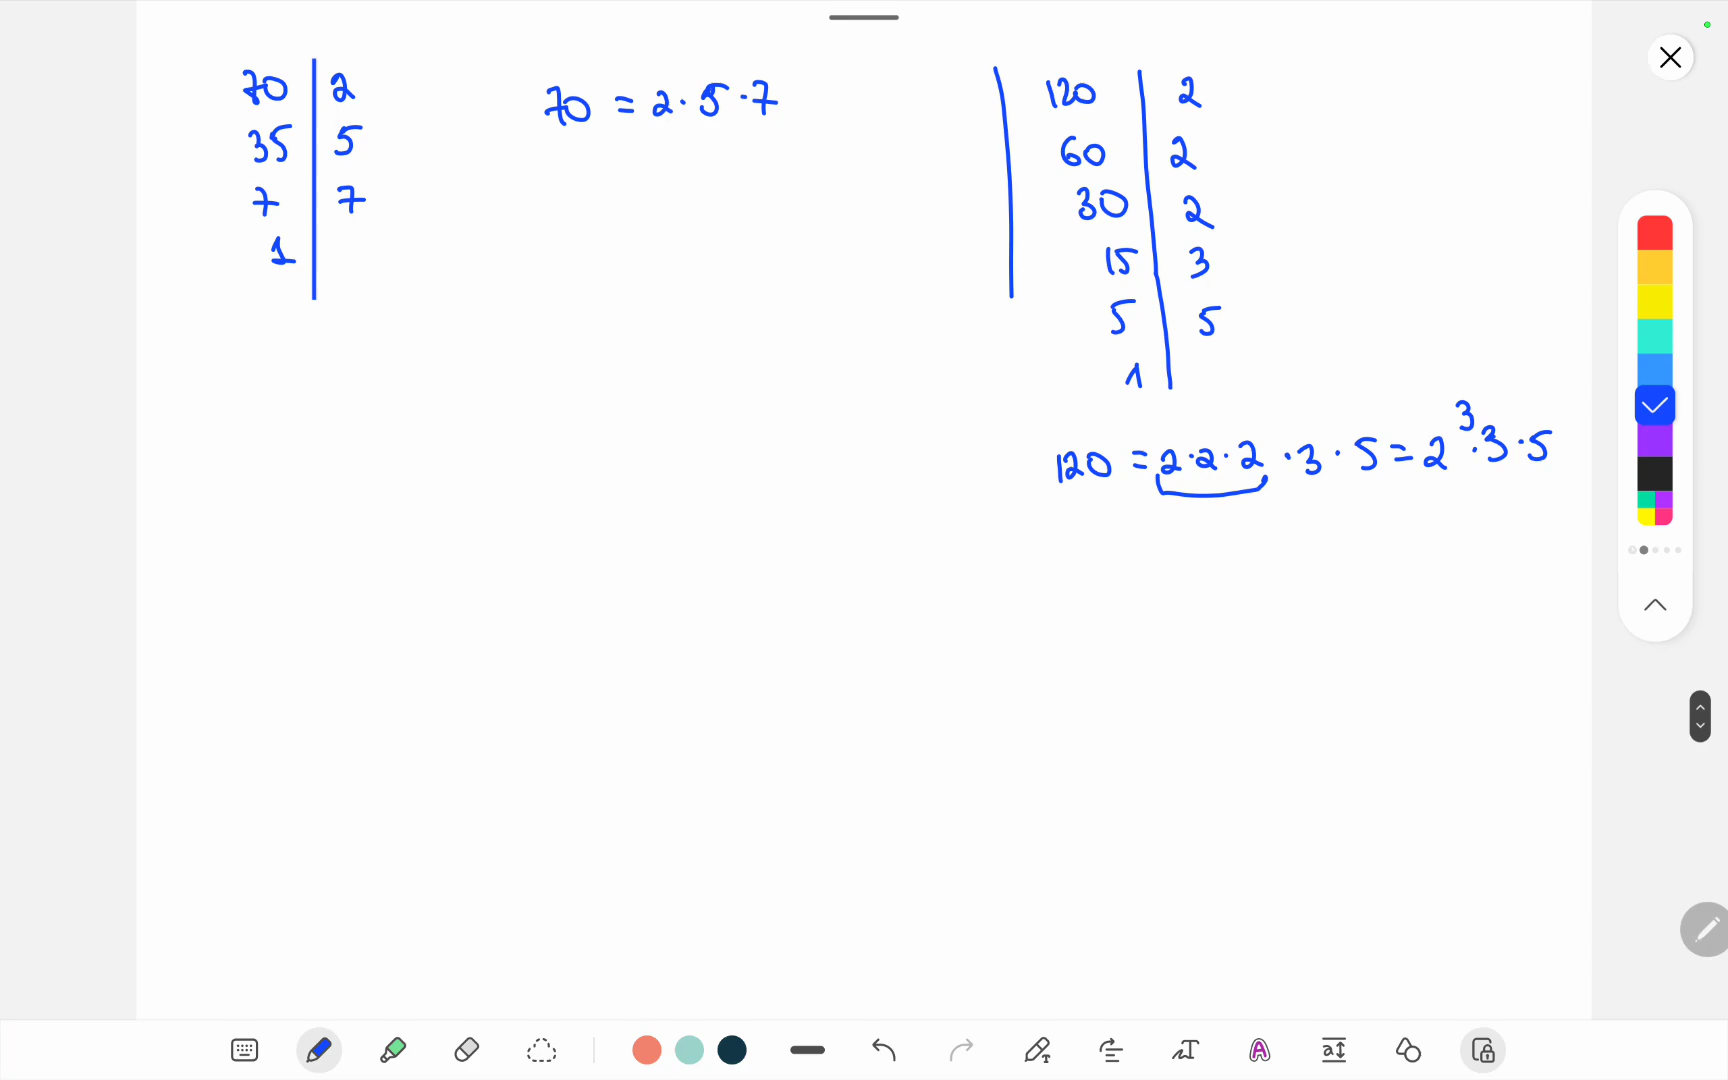 70 | 2
35 | 5
7 | 7
1 |
70 = 2 · 5 · 7
120 | 2
60 | 2
30 | 2
15 | 3
5 | 5
1 |
120 = 2 · 2 · 2 · 3 · 5 = 2³ · 3 · 5